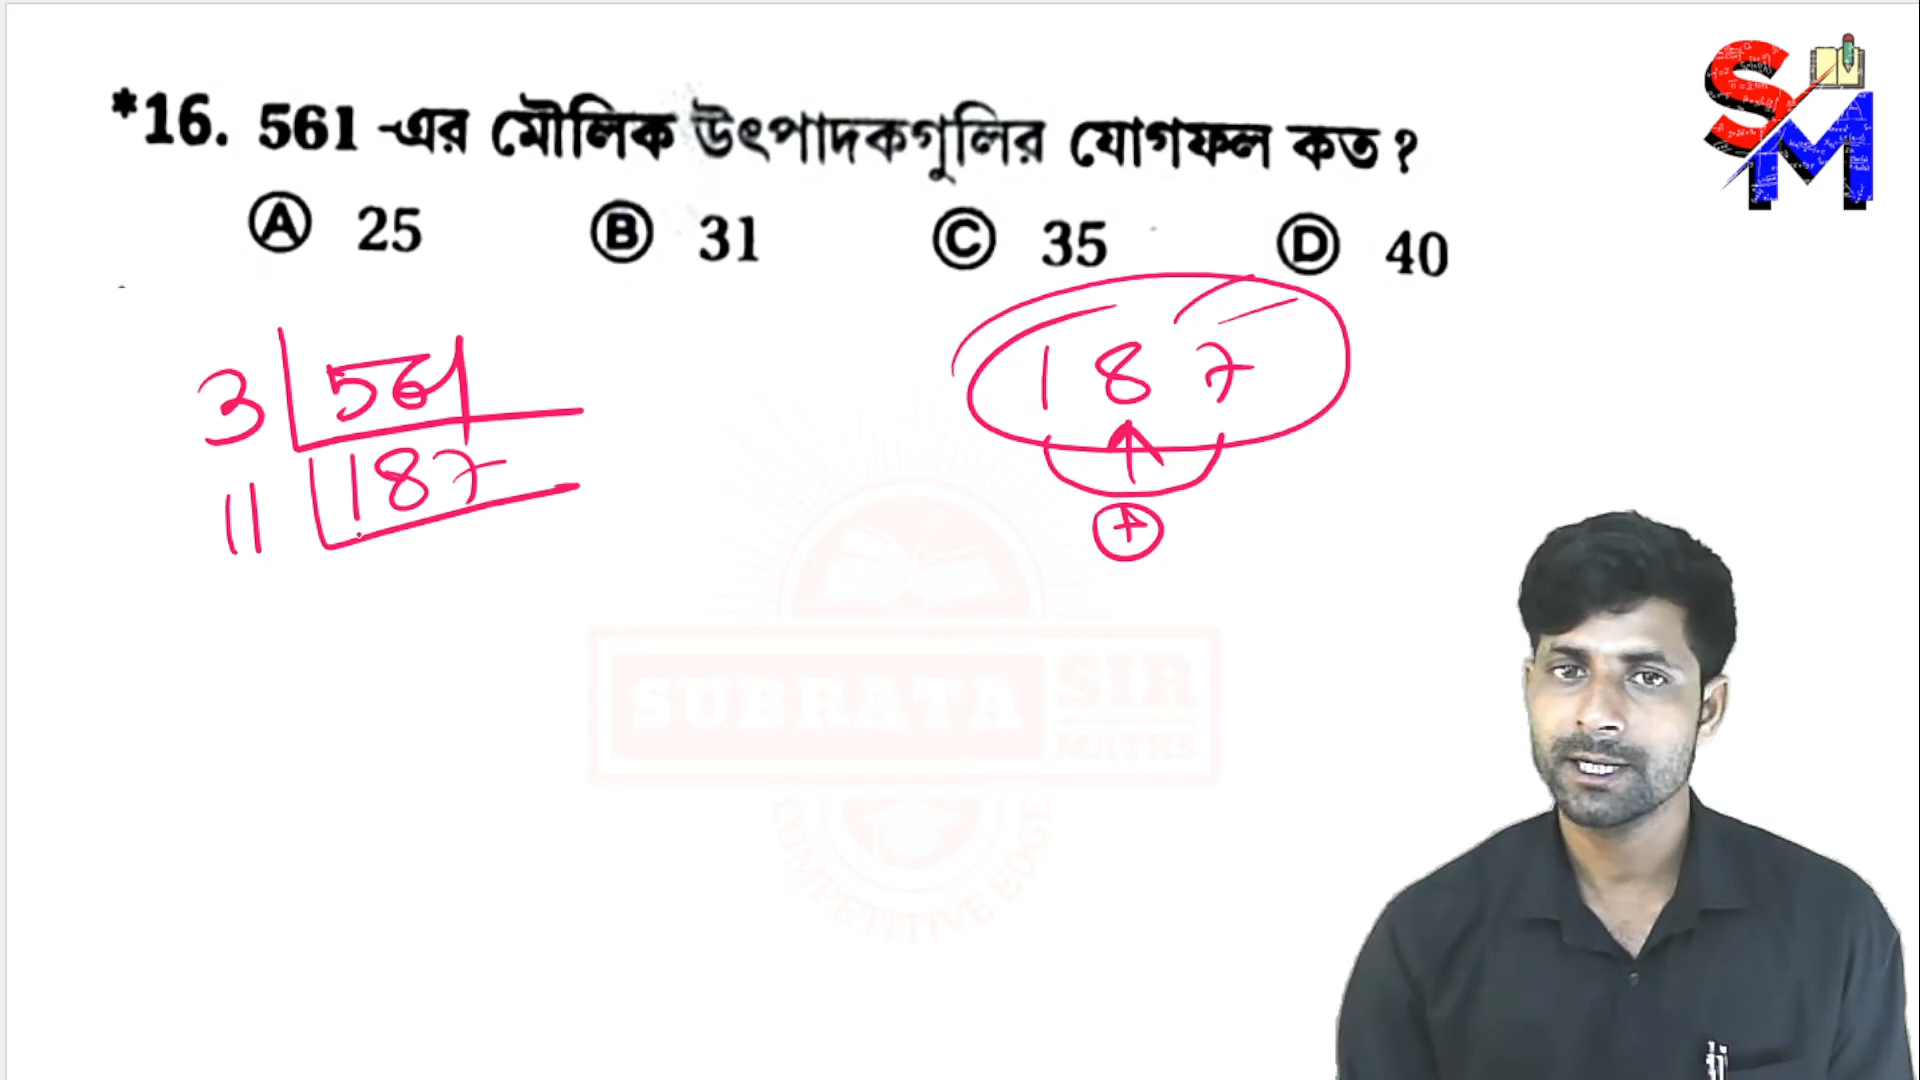 *16. 561 -এর মৌলিক উৎপাদকগুলির যোগফল কত ?
Ⓐ 25 Ⓑ 31 Ⓒ 35 Ⓓ 40
3 561
11 187
187
+
SM
SUBRATA SIR
MATHS
COMPETITIVE EDGE